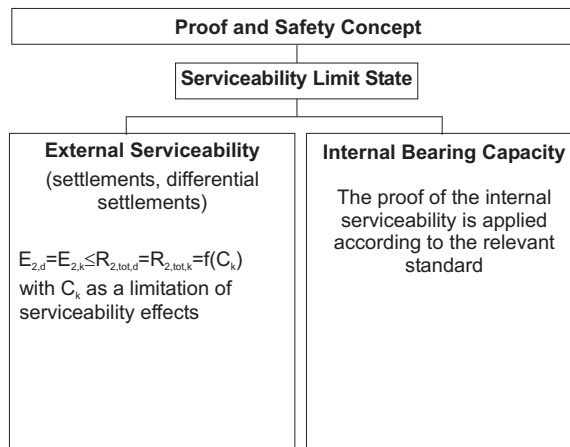 Proof and Safety Concept
Serviceability Limit State
External Serviceability
(settlements, differential
settlements)
E₂,d=E₂,k≤R₂,tot,d=R₂,tot,k=f(Cₖ)
with Cₖ as a limitation of
serviceability effects
Internal Bearing Capacity
The proof of the internal
serviceability is applied
according to the relevant
standard